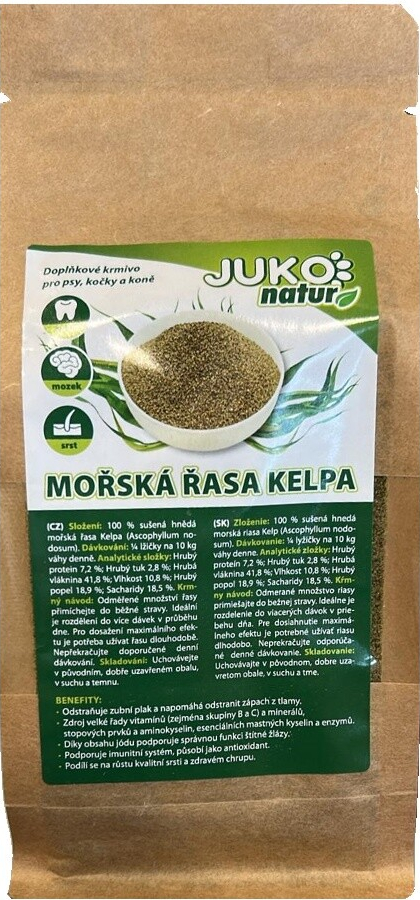 Doplňkové krmivo
pro psy, kočky a koně
JUKO
natur
mozek
srst
MOŘSKÁ ŘASA KELPA
(CZ) Složení: 100 % sušená hnědá
mořská řasa Kelpa (Ascophyllum no-
dosum). Dávkování: ¼ lžičky na 10 kg
váhy denně. Analytické složky: Hrubý
protein 7,2 %; Hrubý tuk 2,8 %; Hrubá
vláknina 41,8 %; Vlhkost 10,8 %; Hrubý
popel 18,9 %; Sacharidy 18,5 %. Krm-
ný návod: Odměřené množství řasy
přimíchejte do běžné stravy. Ideální
je rozdělení do více dávek v průběhu
dne. Pro dosažení maximálního efek-
tu je potřeba užívat řasu dlouhodobě.
Nepřekračujte doporučené denní
dávkování. Skladování: Uchovávejte
v původním, dobře uzavřeném obalu,
v suchu a temnu.
(SK) Zloženie: 100 % sušená hnedá
morská riasa Kelp (Ascophyllum nodo-
sum). Dávkovanie: ¼ lyžičky na 10 kg
váhy denne. Analytické zložky: Hrubý
protein 7,2 %; Hrubý tuk 2,8 %; Hrubá
vláknina 41,8 %; Vlhkost 10,8 %; Hrubý
popel 18,9 %, Sacharidy 18,5 %. Kŕm-
ny návod: Odmerané množstvo riasy
primiešajte do bežnej stravy. Ideálne je
rozdelenie do viacerých dávok v prie-
behu dňa. Pre dosiahnutie maximá-
lneho efektu je potrebné užívať riasu
dlhodobo. Neprekračujte odporúča-
né denné dávkovanie. Skladovanie:
Uchovávajte v pôvodnom, dobre uza-
vretom obale, v suchu a tme.
BENEFITY:
- Odstraňuje zubní plak a napomáhá odstranit zápach z tlamy.
- Zdroj velké řady vitamínů (zejména skupiny B a C) a minerálů,
stopových prvků a aminokyselin, esenciálních mastných kyselin a enzymů.
- Díky obsahu jódu podporuje správnou funkci štítné žlázy.
- Podporuje imunitní systém, působí jako antioxidant.
- Podílí se na růstu kvalitní srsti a zdravém chrupu.